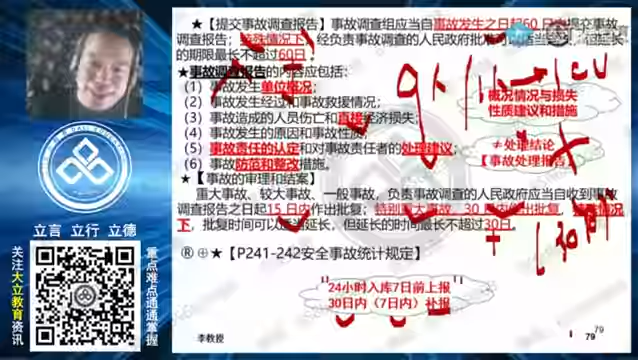 ★【提交事故调查报告】事故调查组应当自事故发生之日起60日内提交事故
调查报告；特殊情况下，经负责事故调查的人民政府批准
的期限最长不超过60日。
★事故调查报告的内容应包括：
（1）事故发生单位概况；
（2）事故发生经过和事故救援情况；
（3）事故造成的人员伤亡和直接经济损失；
（4）事故发生的原因和事故性质
（5）事故责任的认定和对事故责任者的处理建议；
（6）事故防范和整改措施。
概况情况与损失
性质建议和措施
≠处理结论
【事故处理报告】
★【事故的审理和结案】
重大事故、较大事故、一般事故，负责事故调查的人民政府应当自收到事故
调查报告之日起15日内作出批复；特别重大事故，30日内作出批复，
下，批复时间可以适当延长，但延长的时间最长不超过30日。
®⊕★【P241-242安全事故统计规定】
24小时入库7日前上报
30日内（7日内）补报
李教授
79
79
立言 立行 立德
关注大立教育资讯
重点难点通通掌握